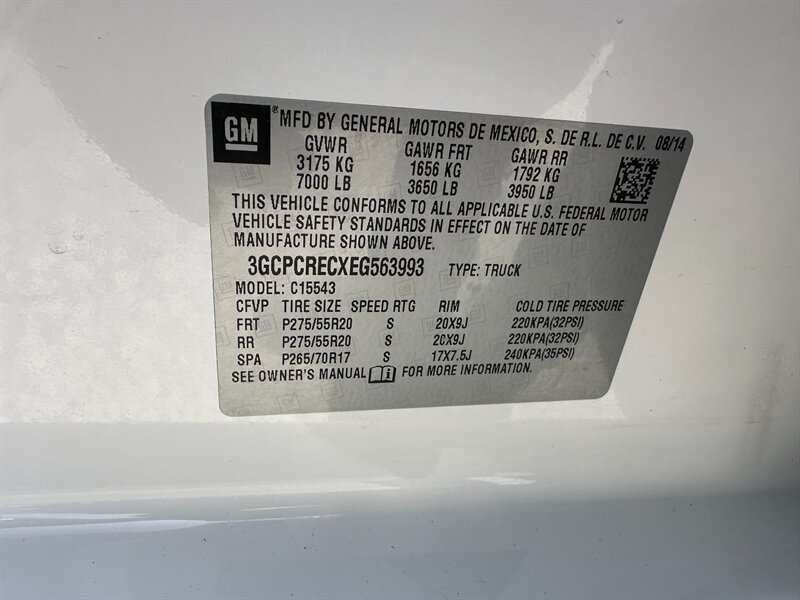 GM
® MFD BY GENERAL MOTORS DE MEXICO, S. DE R.L. DE C.V. 08/14
GVWR GAWR FRT GAWR RR
3175 KG 1656 KG 1792 KG
7000 LB 3650 LB 3950 LB
THIS VEHICLE CONFORMS TO ALL APPLICABLE U.S. FEDERAL MOTOR
VEHICLE SAFETY STANDARDS IN EFFECT ON THE DATE OF
MANUFACTURE SHOWN ABOVE.
3GCPCRECXEG563993 TYPE: TRUCK
MODEL: C15543
CFVP TIRE SIZE SPEED RTG RIM COLD TIRE PRESSURE
FRT P275/55R20 S 20X9J 220KPA(32PSI)
RR P275/55R20 S 20X9J 220KPA(32PSI)
SPA P265/70R17 S 17X7.5J 240KPA(35PSI)
SEE OWNER'S MANUAL i FOR MORE INFORMATION.